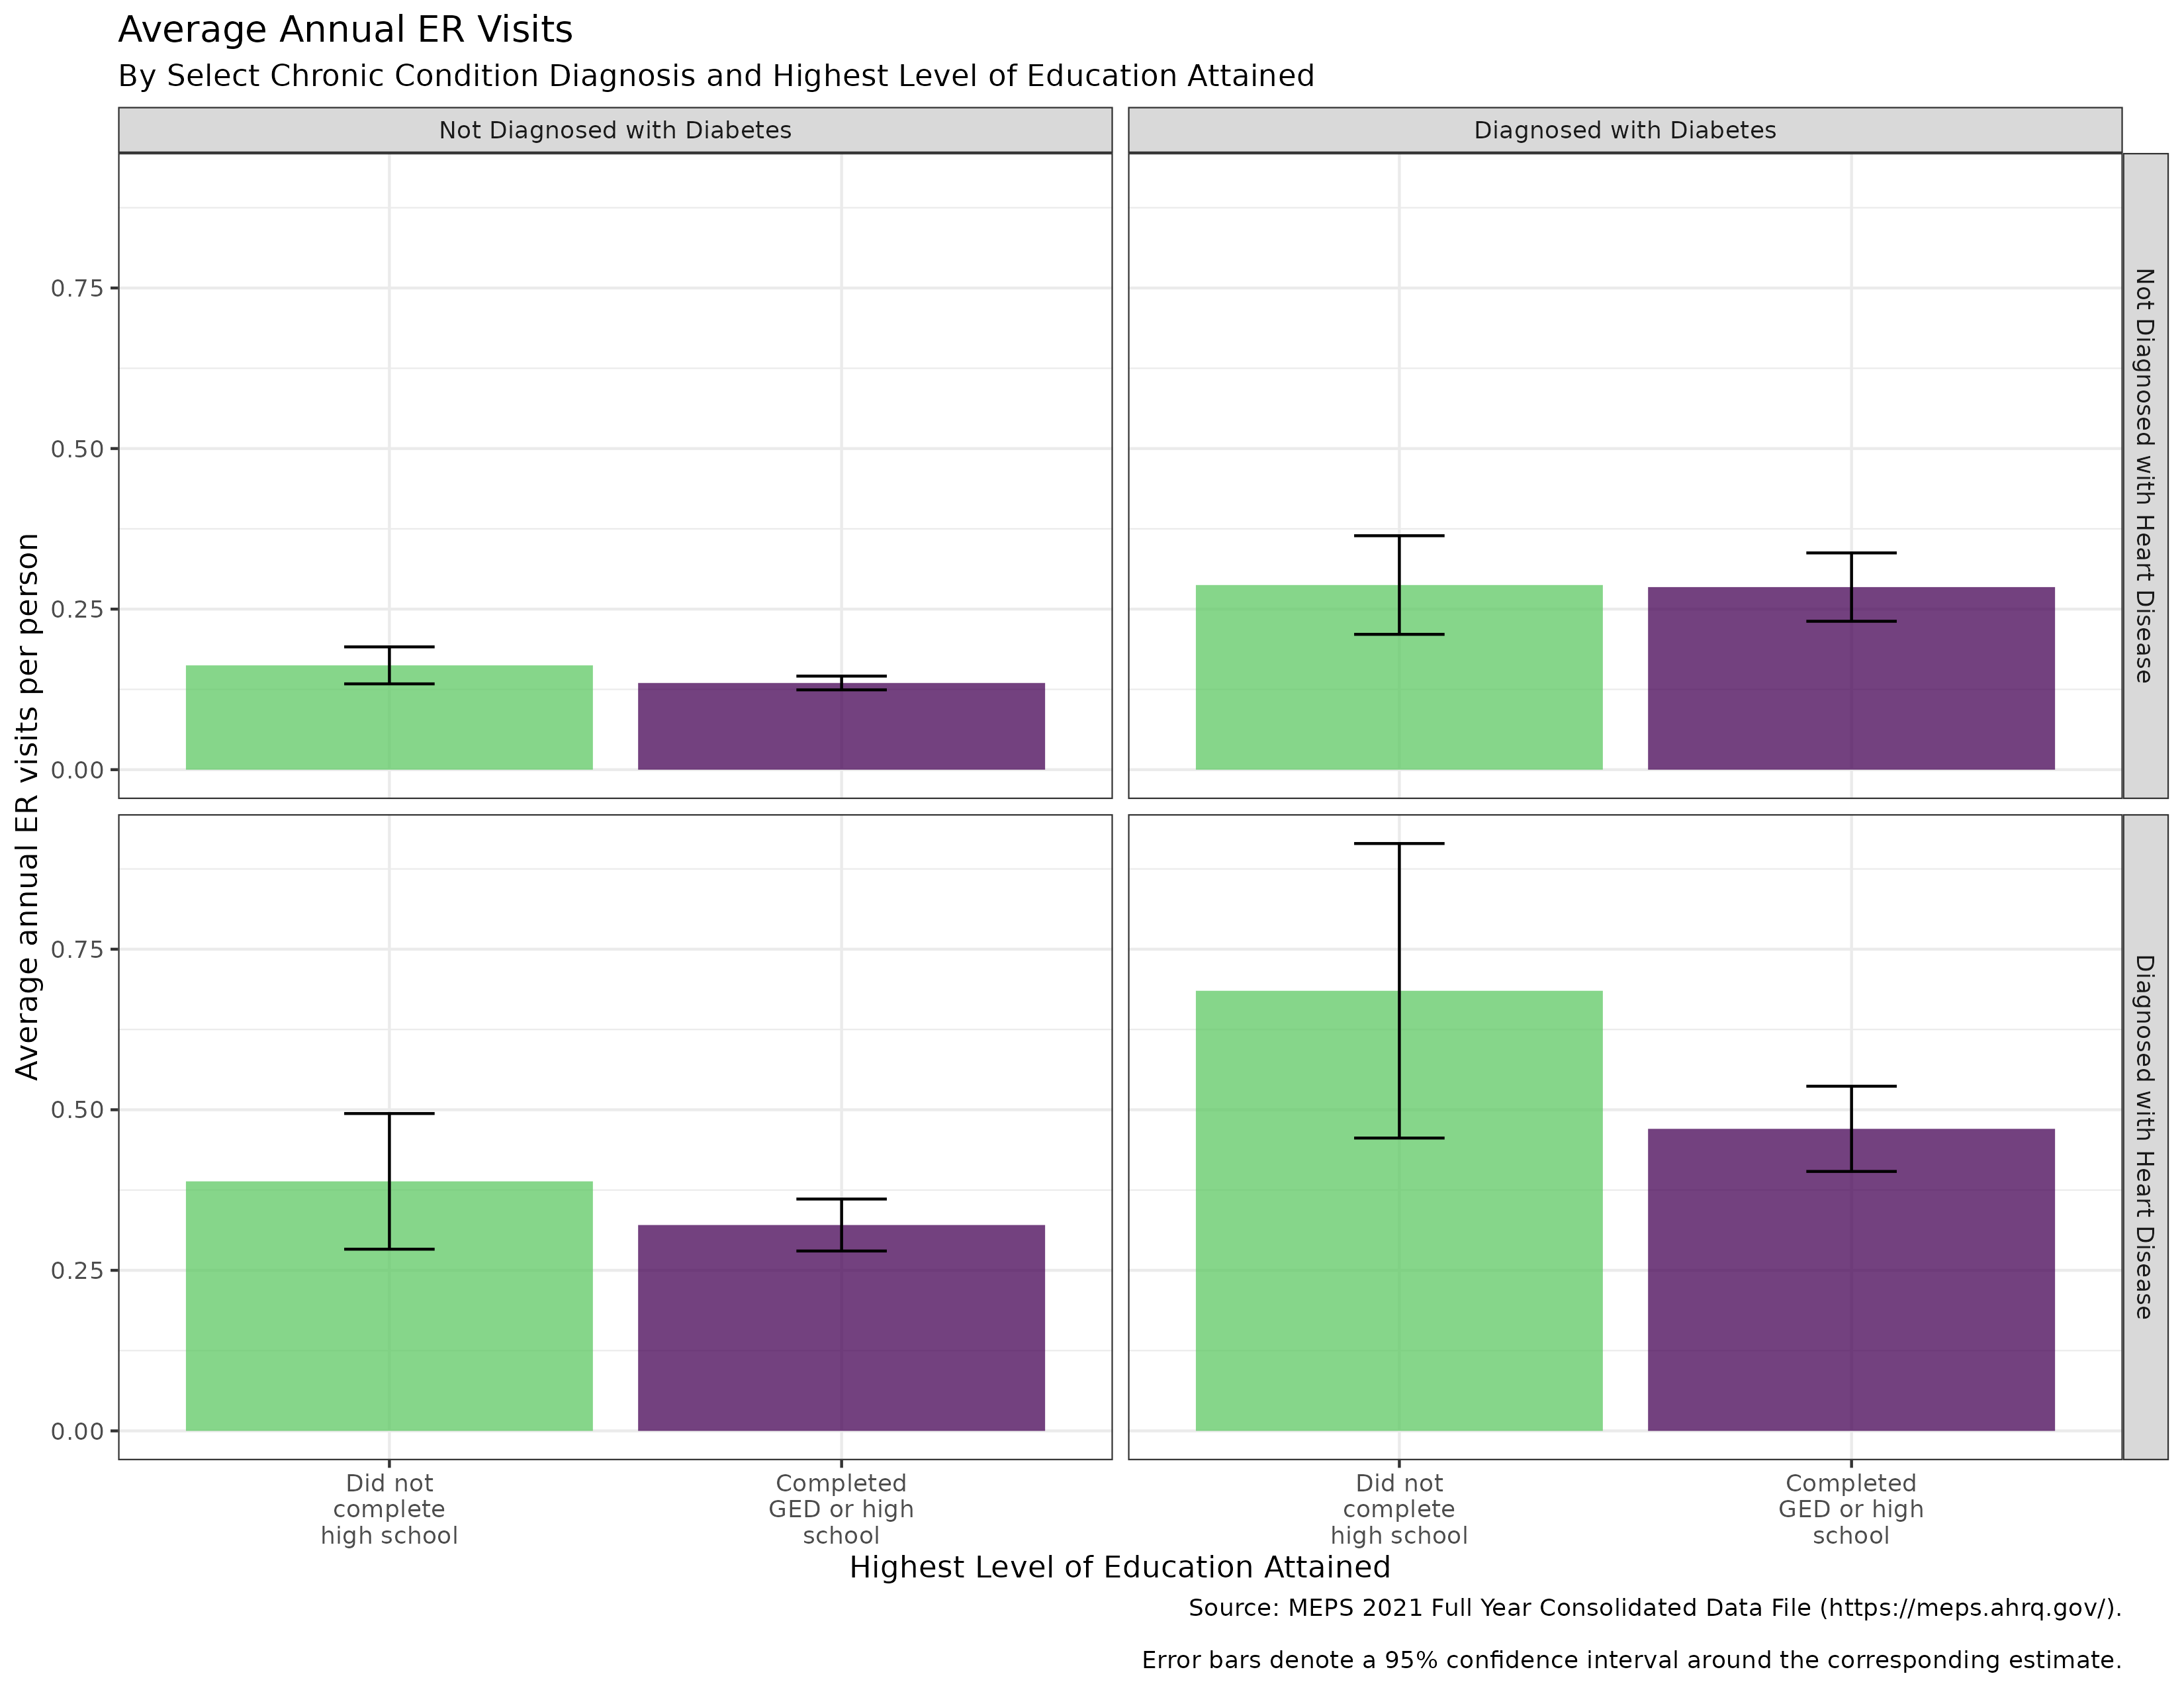 Average Annual ER Visits
By Select Chronic Condition Diagnosis and Highest Level of Education Attained
Not Diagnosed with Diabetes
Diagnosed with Diabetes
Average annual ER visits per person
0.75
0.50
0.25
0.00
Not Diagnosed with Heart Disease
0.75
0.50
0.25
0.00
Diagnosed with Heart Disease
Did not
complete
high school
Completed
GED or high
school
Did not
complete
high school
Completed
GED or high
school
Highest Level of Education Attained
Source: MEPS 2021 Full Year Consolidated Data File (https://meps.ahrq.gov/).
Error bars denote a 95% confidence interval around the corresponding estimate.